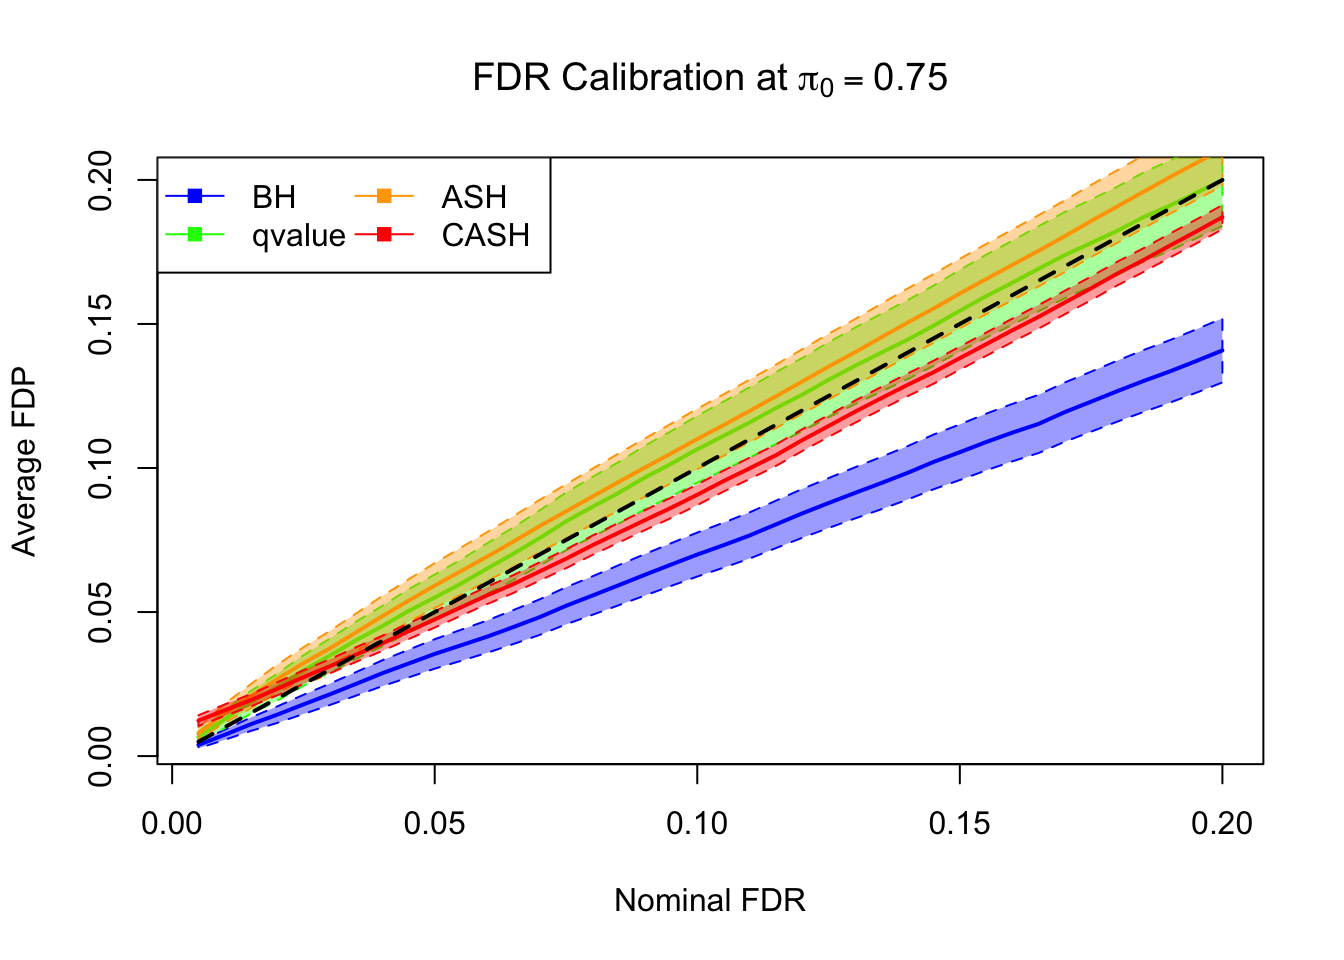 FDR Calibration at π₀ = 0.75
BH ASH
qvalue CASH
Average FDP
0.20
0.15
0.10
0.05
0.00
0.00 0.05 0.10 0.15 0.20
Nominal FDR